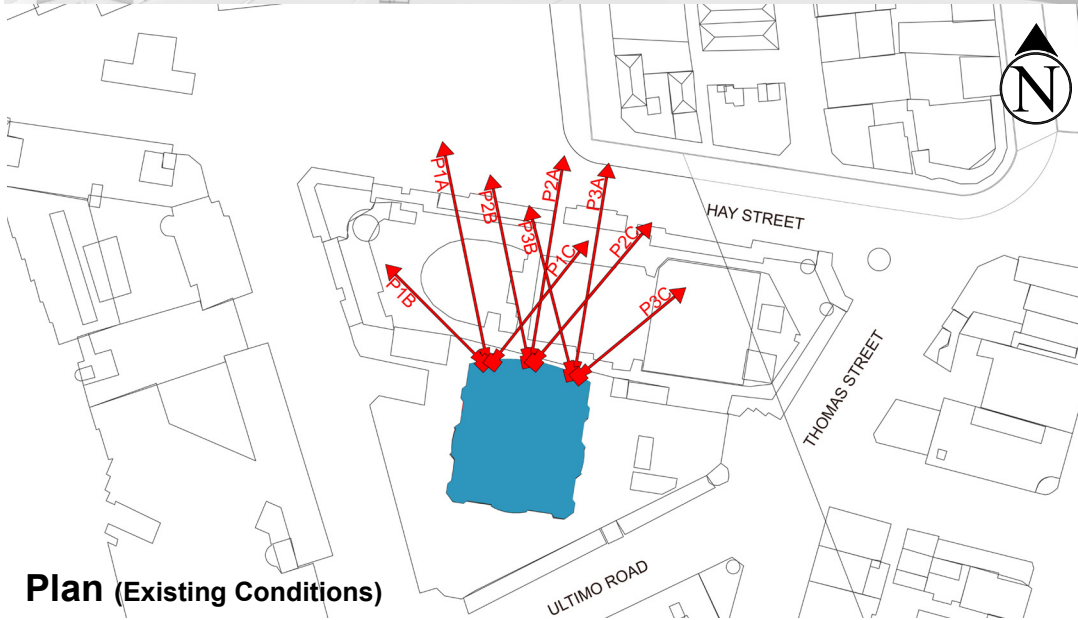 N
P1A
P2B
P3B
P2A
P3A
P1C
P2C
P1B
P3C
HAY STREET
THOMAS STREET
ULTIMO ROAD
Plan (Existing Conditions)